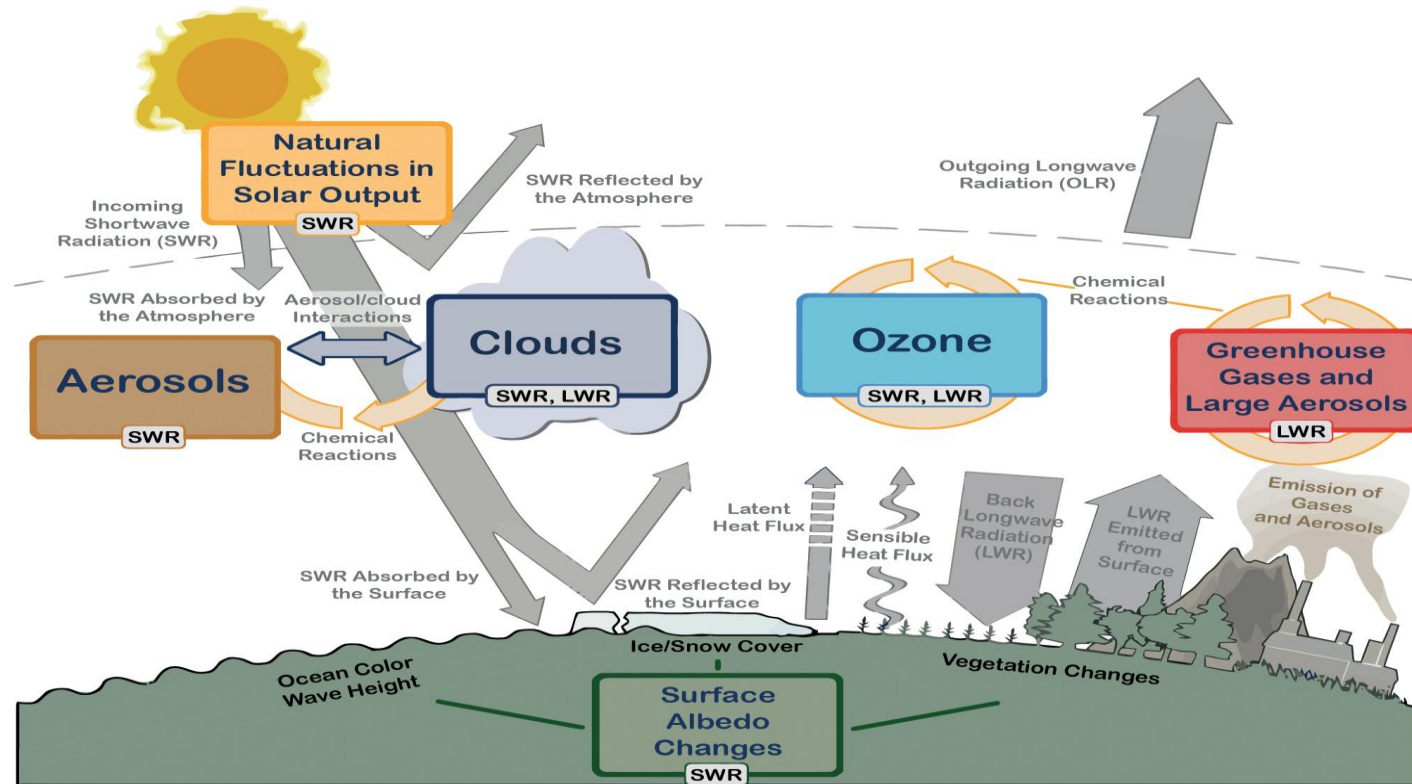 Natural
Fluctuations in
Solar Output
SWR
Incoming
Shortwave
Radiation (SWR)
SWR Reflected by
the Atmosphere
Outgoing Longwave
Radiation (OLR)
SWR Absorbed by
the Atmosphere
Aerosol/cloud
Interactions
Chemical
Reactions
Aerosols
SWR
Clouds
SWR, LWR
Ozone
SWR, LWR
Greenhouse
Gases and
Large Aerosols
LWR
Chemical
Reactions
Latent
Heat Flux
Sensible
Heat Flux
Back
Longwave
Radiation
(LWR)
LWR
Emitted
from
Surface
Emission of
Gases
and Aerosols
SWR Absorbed by
the Surface
SWR Reflected by
the Surface
Ocean Color
Wave Height
Ice/Snow Cover
Vegetation Changes
Surface
Albedo
Changes
SWR